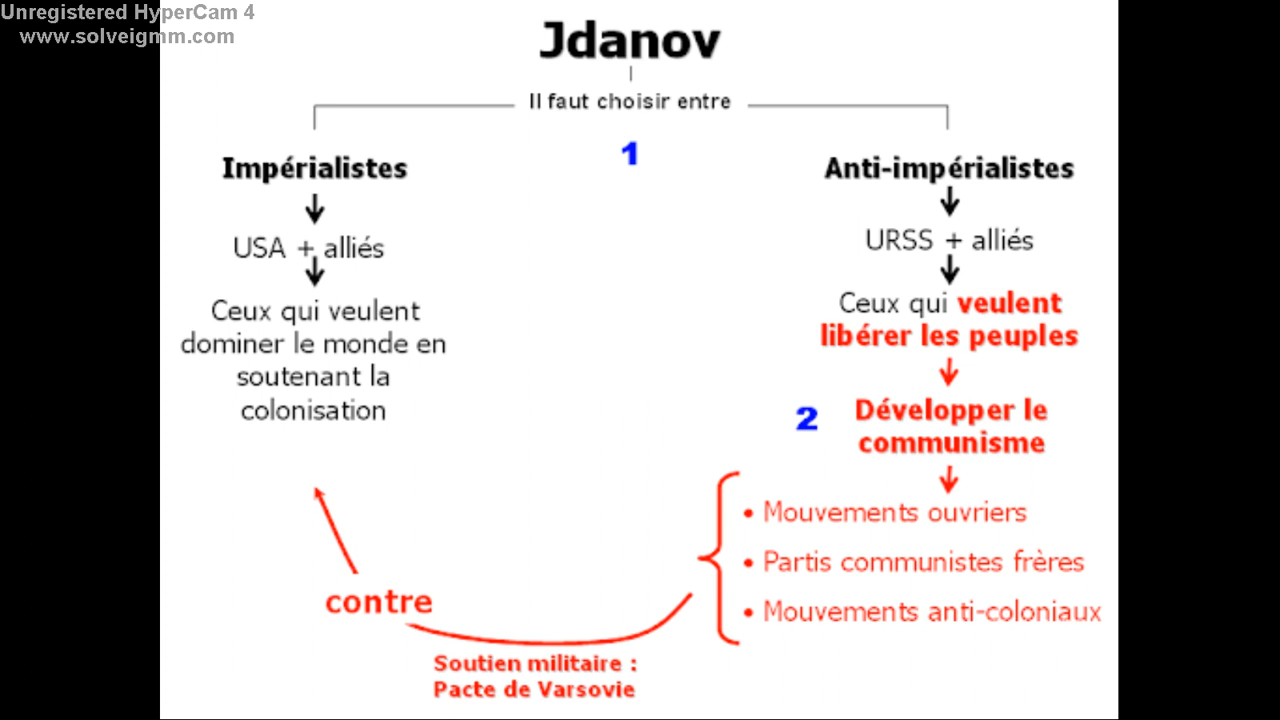 Unregistered HyperCam 4
www.solveigmm.com
Jdanov
Il faut choisir entre
1
Impérialistes
USA + alliés
Ceux qui veulent
dominer le monde en
soutenant la
colonisation
Anti-impérialistes
URSS + alliés
Ceux qui veulent
libérer les peuples
2
Développer le
communisme
• Mouvements ouvriers
• Partis communistes frères
• Mouvements anti-coloniaux
contre
Soutien militaire :
Pacte de Varsovie